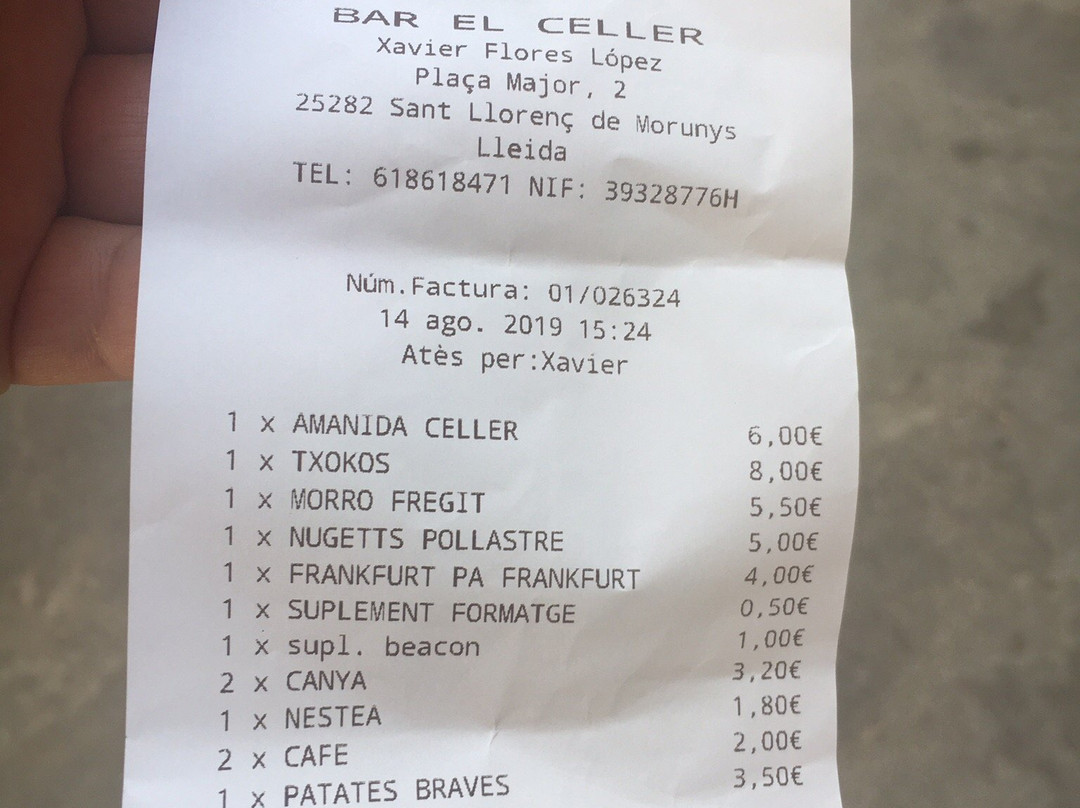 BAR EL CELLER
Xavier Flores López
Plaça Major, 2
25282 Sant Llorenç de Morunys
Lleida
TEL: 618618471 NIF: 39328776H
Núm.Factura: 01/026324
14 ago. 2019 15:24
Atès per:Xavier
1 x AMANIDA CELLER 6,00€
1 x TXOKOS 8,00€
1 x MORRO FREGIT 5,50€
1 x NUGETTS POLLASTRE 5,00€
1 x FRANKFURT PA FRANKFURT 4,00€
1 x SUPLEMENT FORMATGE 0,50€
1 x supl. beacon 1,00€
2 x CANYA 3,20€
1 x NESTEA 1,80€
2 x CAFE 2,00€
1 x PATATES BRAVES 3,50€